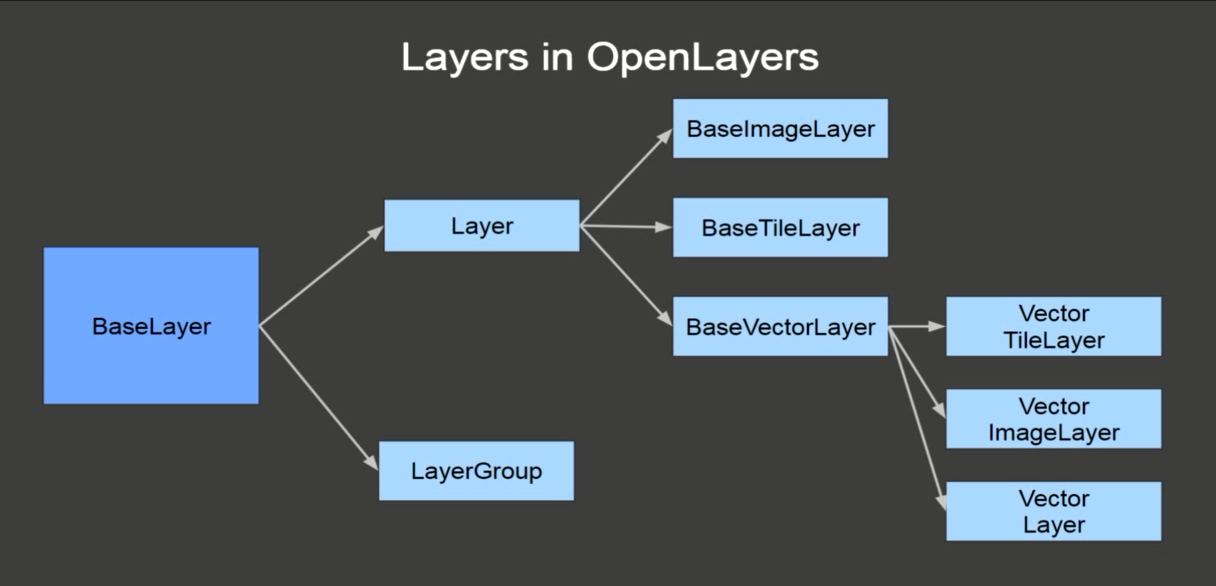 Layers in OpenLayers
BaseImageLayer
Layer
BaseTileLayer
BaseLayer
BaseVectorLayer
Vector
TileLayer
Vector
ImageLayer
LayerGroup
Vector
Layer